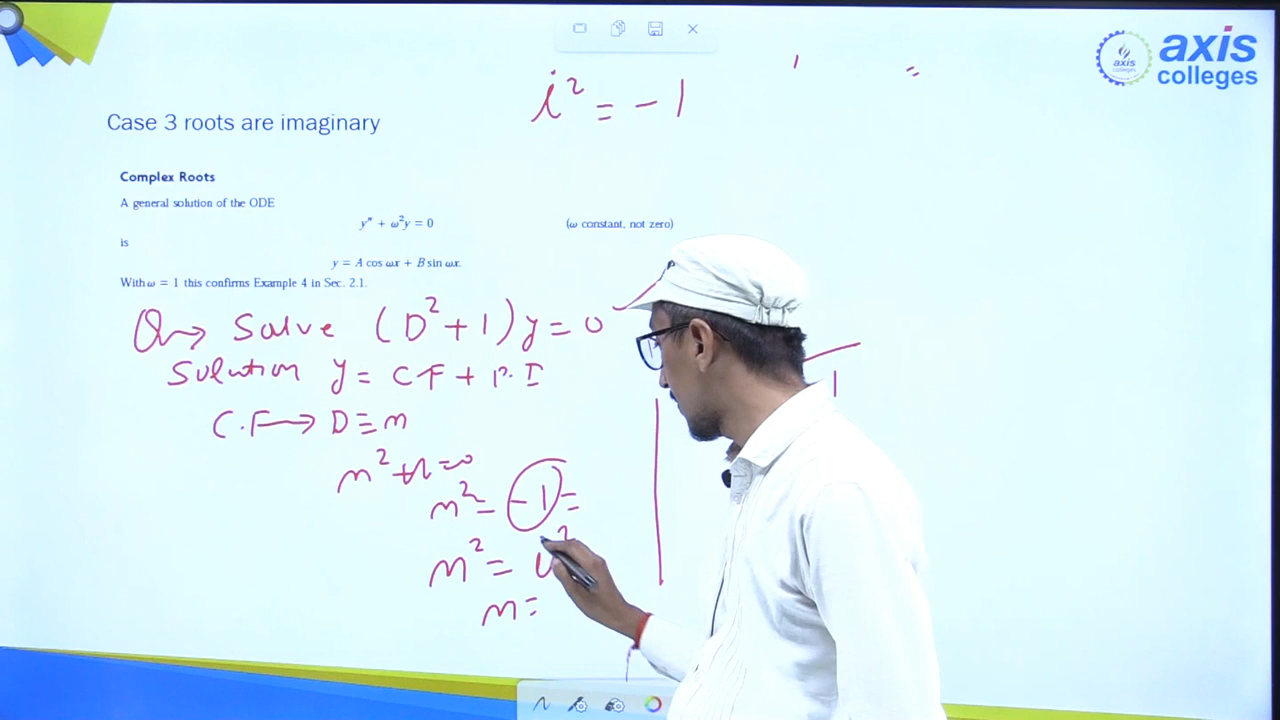 axis
colleges
axis
colleges
i² = -1
Case 3 roots are imaginary
Complex Roots
A general solution of the ODE
y″ + ω²y = 0 (ω constant, not zero)
is
y = A cos ωx + B sin ωx.
With ω = 1 this confirms Example 4 in Sec. 2.1.
Q→ Solve (D²+1)y=0
Solution y = CF + P.I
C.F → D=m
m²+1=0
m² = -1 =
m² = i²
m =